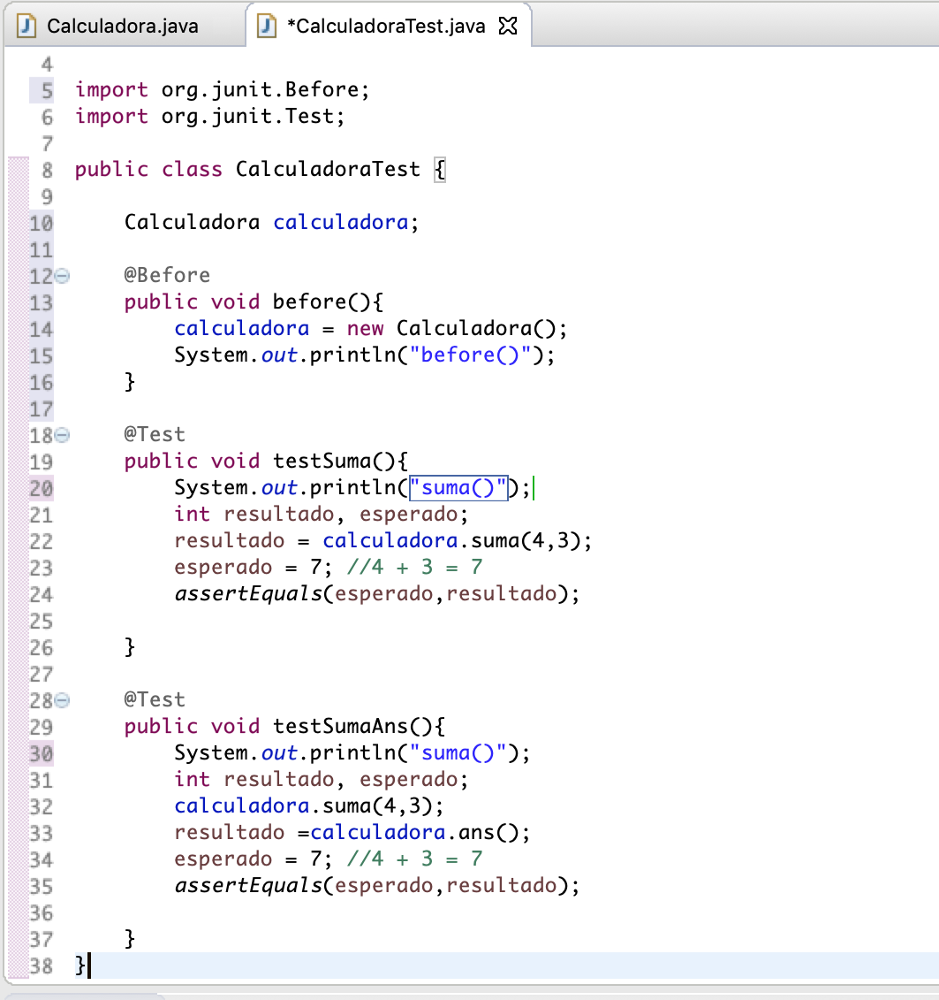 Calculadora.java *CalculadoraTest.java
4
5 import org.junit.Before;
6 import org.junit.Test;
7
8 public class CalculadoraTest {
9
10 Calculadora calculadora;
11
12 @Before
13 public void before(){
14 calculadora = new Calculadora();
15 System.out.println("before()");
16 }
17
18 @Test
19 public void testSuma(){
20 System.out.println("suma()");
21 int resultado, esperado;
22 resultado = calculadora.suma(4,3);
23 esperado = 7; //4 + 3 = 7
24 assertEquals(esperado,resultado);
25
26 }
27
28 @Test
29 public void testSumaAns(){
30 System.out.println("suma()");
31 int resultado, esperado;
32 calculadora.suma(4,3);
33 resultado =calculadora.ans();
34 esperado = 7; //4 + 3 = 7
35 assertEquals(esperado,resultado);
36
37 }
38 }